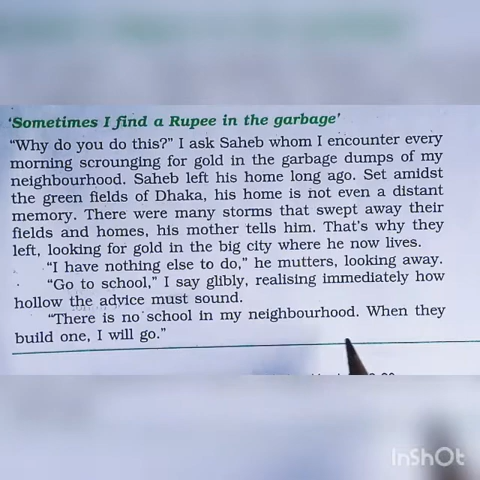 'Sometimes I find a Rupee in the garbage'
"Why do you do this?" I ask Saheb whom I encounter every
morning scrounging for gold in the garbage dumps of my
neighbourhood. Saheb left his home long ago. Set amidst
the green fields of Dhaka, his home is not even a distant
memory. There were many storms that swept away their
fields and homes, his mother tells him. That's why they
left, looking for gold in the big city where he now lives.
"I have nothing else to do," he mutters, looking away.
"Go to school," I say glibly, realising immediately how
hollow the advice must sound.
"There is no school in my neighbourhood. When they
build one, I will go."
InShOt